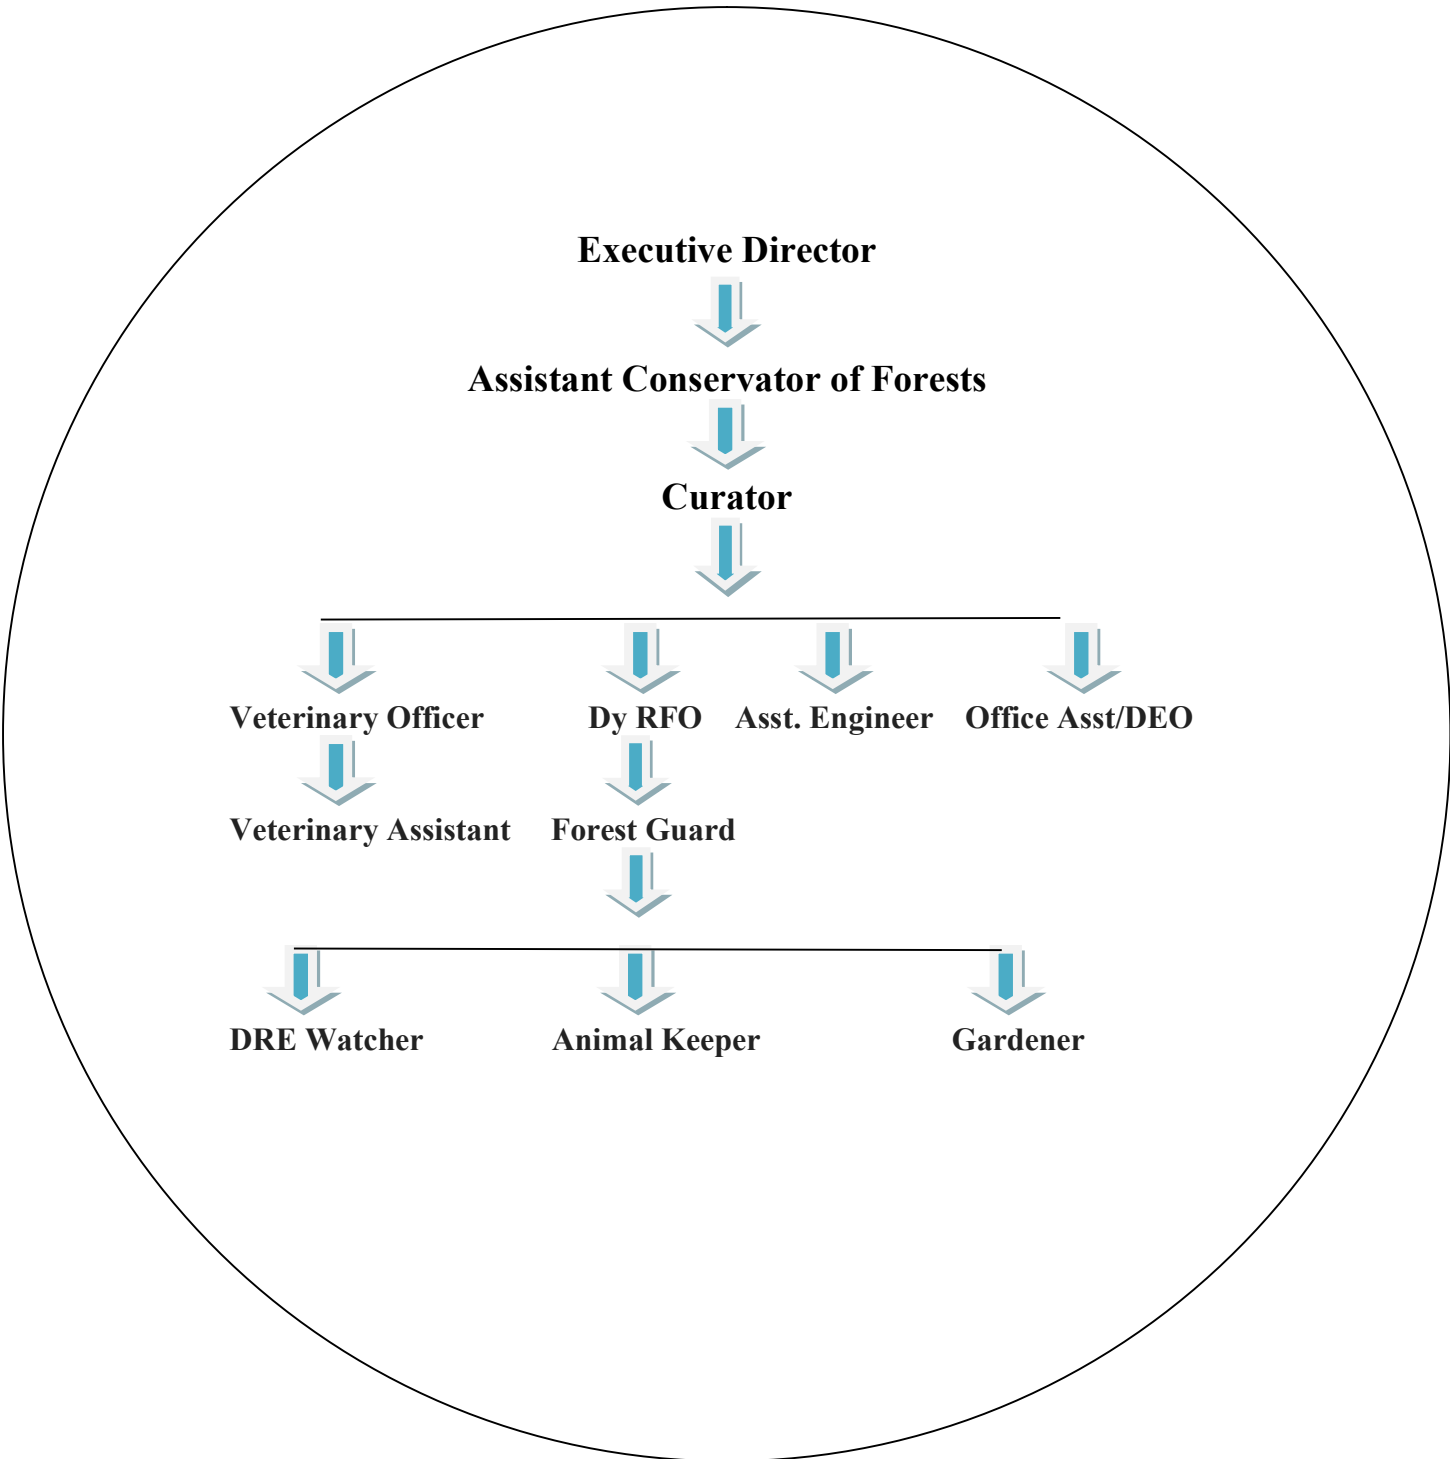 Executive Director
Assistant Conservator of Forests
Curator
Veterinary Officer Dy RFO Asst. Engineer Office Asst/DEO
Veterinary Assistant Forest Guard
DRE Watcher Animal Keeper Gardener